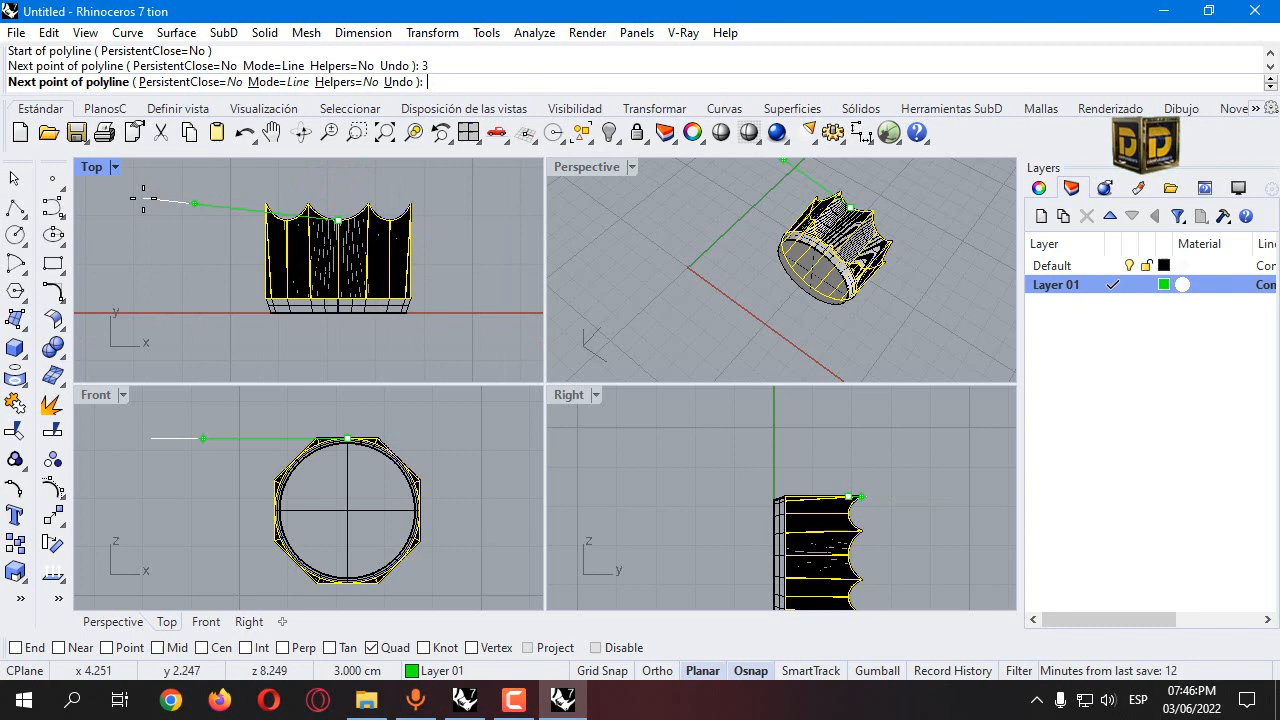 Untitled - Rhinoceros 7 tion
File Edit View Curve Surface SubD Solid Mesh Dimension Transform Tools Analyze Render Panels V-Ray Help
Start of polyline ( PersistentClose=No )
Next point of polyline ( PersistentClose=No Mode=Line Helpers=No Undo ): 3
Next point of polyline ( PersistentClose=No Mode=Line Helpers=No Undo ):
Estándar PlanosC Definir vista Visualización Seleccionar Disposición de las vistas Visibilidad Transformar Curvas Superficies Sólidos Herramientas SubD Mallas Renderizado Dibujo Nove »
Layers
Top
Perspective
Layer Material Line
Default Con
Layer 01 Con
y
x
Front
Right
z
x
z
y
Perspective Top Front Right
End Near Point Mid Cen Int Perp Tan Quad Knot Vertex Project Disable
CPlane x 4.251 y 2.247 z 8.249 3.000 cm Layer 01 Grid Snap Ortho Planar Osnap SmartTrack Gumball Record History Filter Minutes from last save: 12
ESP
07:46PM
03/06/2022